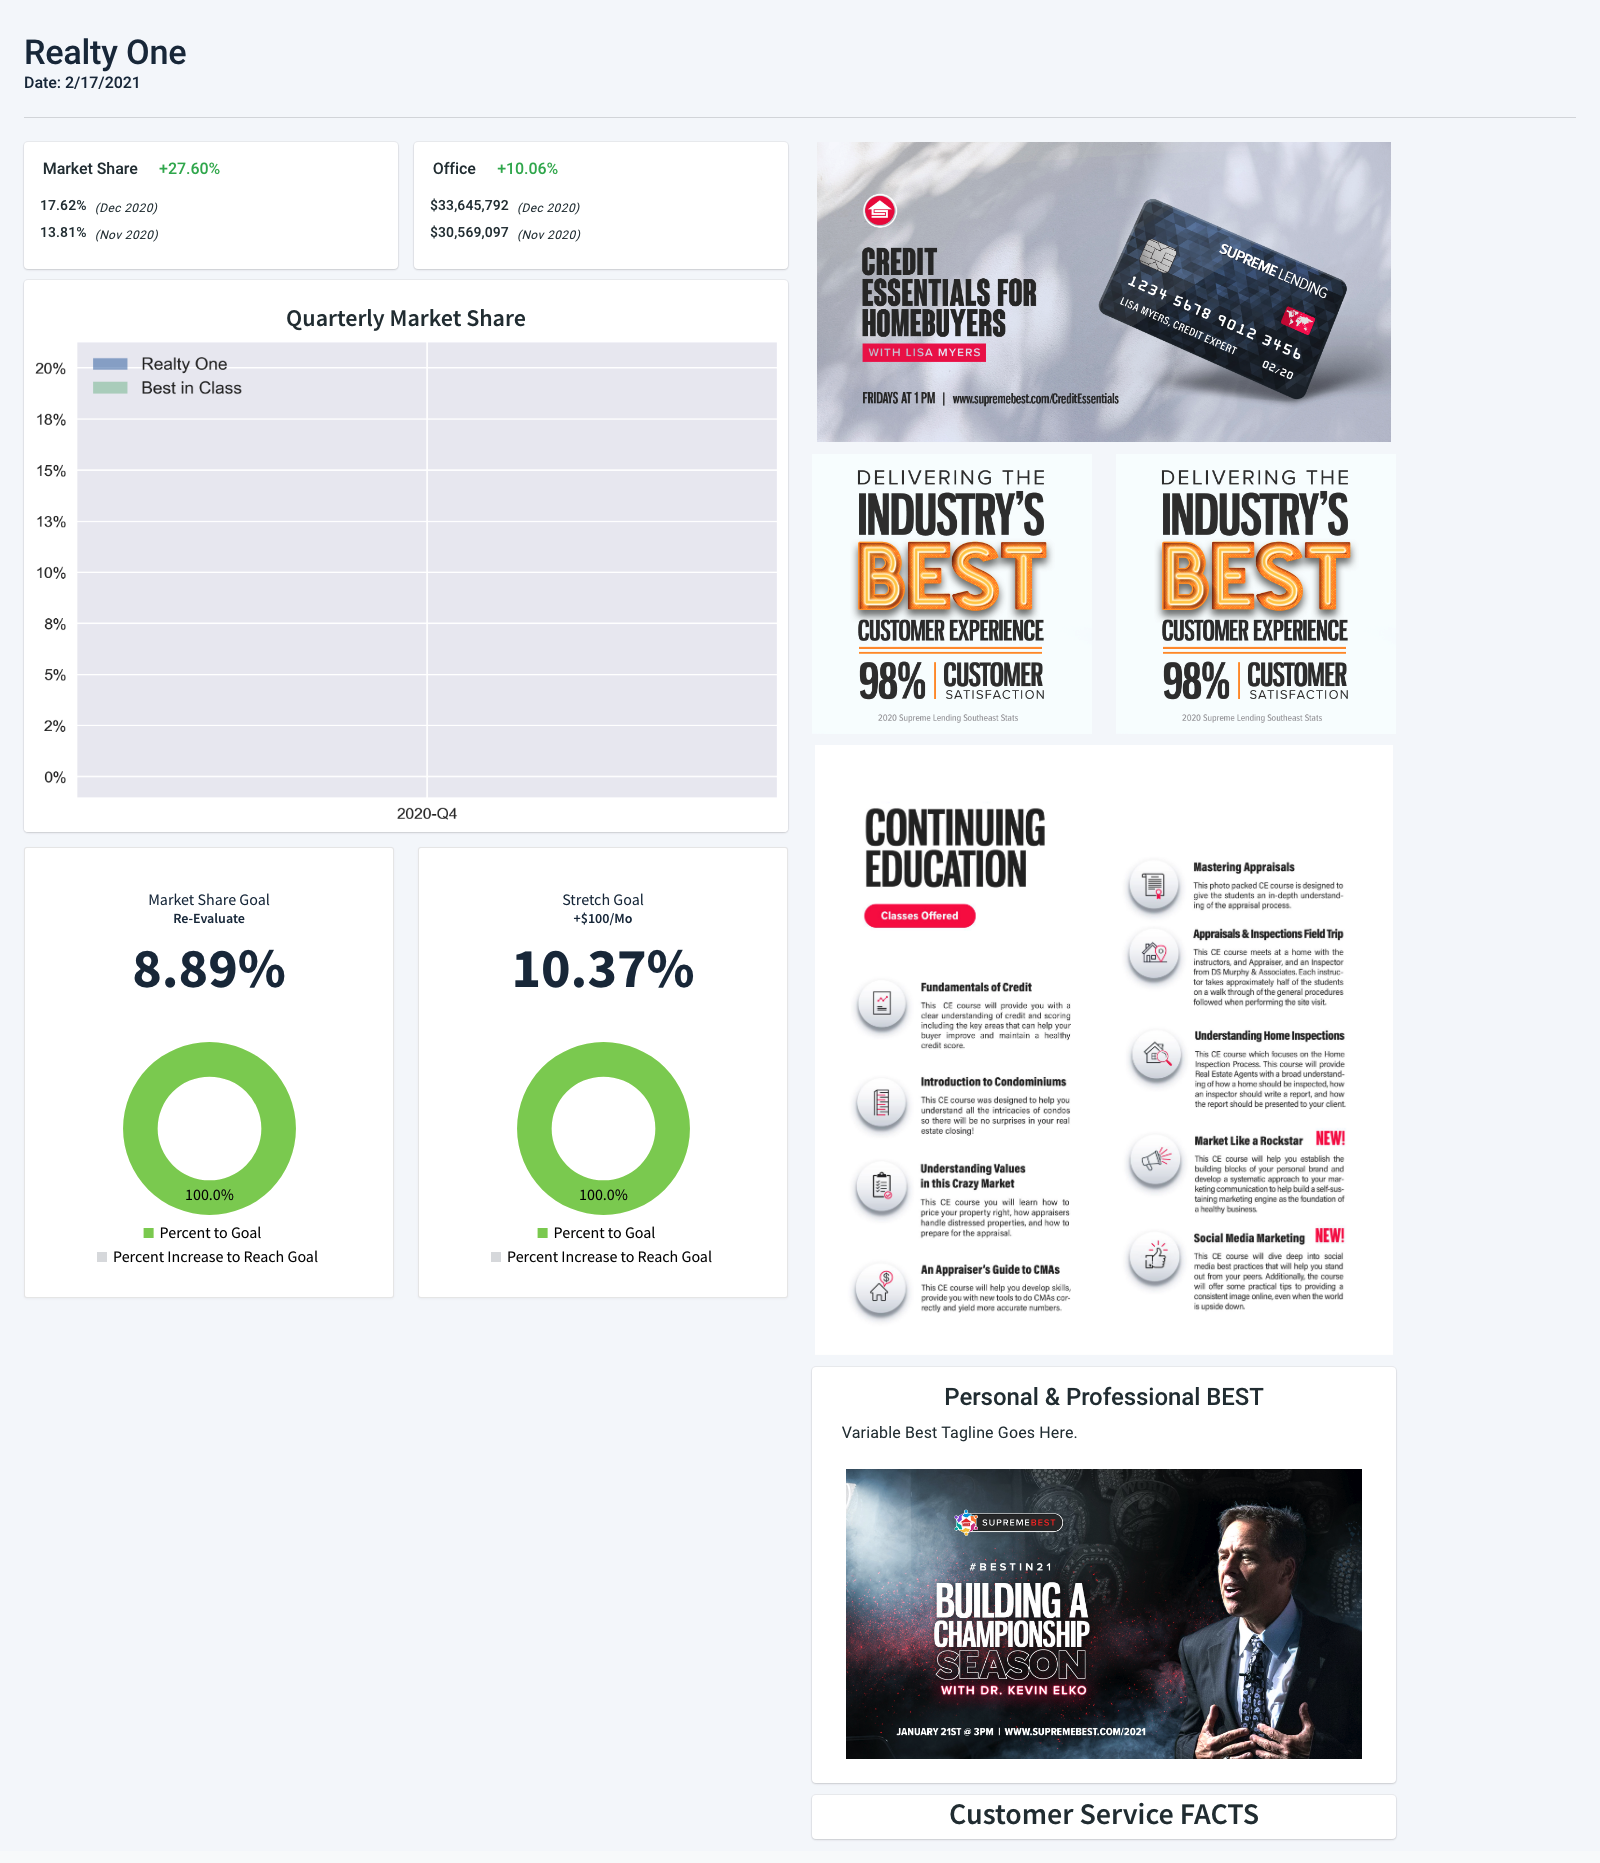 Realty One
Date: 2/17/2021
Market Share +27.60%
17.62% (Dec 2020)
13.81% (Nov 2020)
Office +10.06%
$33,645,792 (Dec 2020)
$30,569,097 (Nov 2020)
Quarterly Market Share
Realty One
Best in Class
20%
18%
15%
13%
10%
8%
5%
2%
0%
2020-Q4
Market Share Goal
Re-Evaluate
8.89%
100.0%
Percent to Goal
Percent Increase to Reach Goal
Stretch Goal
+$100/Mo
10.37%
100.0%
Percent to Goal
Percent Increase to Reach Goal
CREDIT
ESSENTIALS FOR
HOMEBUYERS
WITH LISA MYERS
FRIDAYS AT 1 PM | www.supremebest.com/CreditEssentials
SUPREME LENDING
1234 5678 9012 3456
LISA MYERS, CREDIT EXPERT
02/20
DELIVERING THE
INDUSTRY'S
BEST
CUSTOMER EXPERIENCE
98% | CUSTOMER
SATISFACTION
2020 Supreme Lending Southeast Stats
DELIVERING THE
INDUSTRY'S
BEST
CUSTOMER EXPERIENCE
98% | CUSTOMER
SATISFACTION
2020 Supreme Lending Southeast Stats
CONTINUING
EDUCATION
Classes Offered
Fundamentals of Credit
This CE course will provide you with a
clear understanding of credit and scoring
including the key areas that can help your
buyer improve and maintain a healthy
credit score.
Introduction to Condominiums
This CE course was designed to help you
understand all the intricacies of condos
so there will be no surprises in your real
estate closing!
Understanding Values
in this Crazy Market
This CE course you will learn how to
price your property right, how appraisers
handle distressed properties, and how to
prepare for the appraisal.
An Appraiser's Guide to CMAs
This CE course will help you develop skills,
provide you with new tools to do CMAs cor-
rectly and yield more accurate numbers.
Mastering Appraisals
This photo packed CE course is designed to
give the students an in-depth understand-
ing of the appraisal process.
Appraisals & Inspections Field Trip
This CE course meets at a home with the
instructors, and Appraiser, and an Inspector
from DS Murphy & Associates. Each instruc-
tor takes approximately half of the students
on a walk through of the general procedures
followed when performing the site visit.
Understanding Home Inspections
This CE course which focuses on the Home
Inspection Process. This course will provide
Real Estate Agents with a broad understand-
ing of how a home should be inspected, how
an inspector should write a report, and how
the report should be presented to your client.
Market Like a Rockstar NEW!
This CE course will help you establish the
building blocks of your personal brand and
develop a systematic approach to your mar-
keting communication to help build a self-sus-
taining marketing engine as the foundation of
a healthy business.
Social Media Marketing NEW!
This CE course will dive deep into social
media best practices that will help you stand
out from your peers. Additionally, the course
will offer some practical tips to providing a
consistent image online, even when the world
is upside down.
Personal & Professional BEST
Variable Best Tagline Goes Here.
SUPREMEBEST
#BESTIN21
BUILDING A
CHAMPIONSHIP
SEASON
WITH DR. KEVIN ELKO
JANUARY 21ST @ 3PM | WWW.SUPREMEBEST.COM/2021
Customer Service FACTS